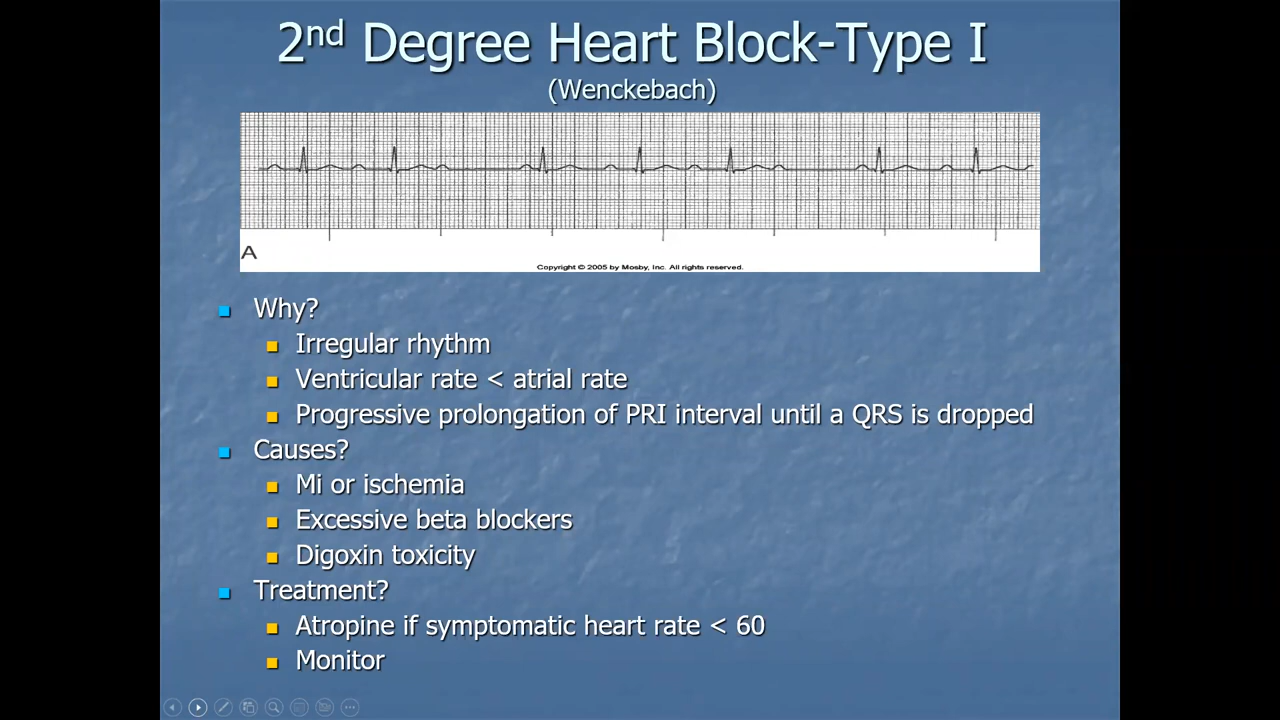 2nd Degree Heart Block-Type I
(Wenckebach)
A
Copyright © 2005 by Mosby, Inc. All rights reserved.
Why?
Irregular rhythm
Ventricular rate < atrial rate
Progressive prolongation of PRI interval until a QRS is dropped
Causes?
Mi or ischemia
Excessive beta blockers
Digoxin toxicity
Treatment?
Atropine if symptomatic heart rate < 60
Monitor